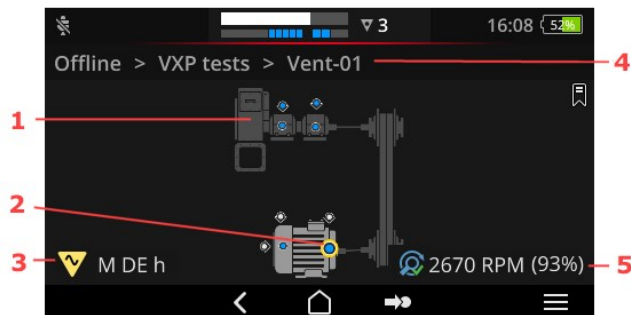 3 16:08 52%
Offline > VXP tests > Vent-01 4
1
2
3 M DE h 2670 RPM (93%) 5